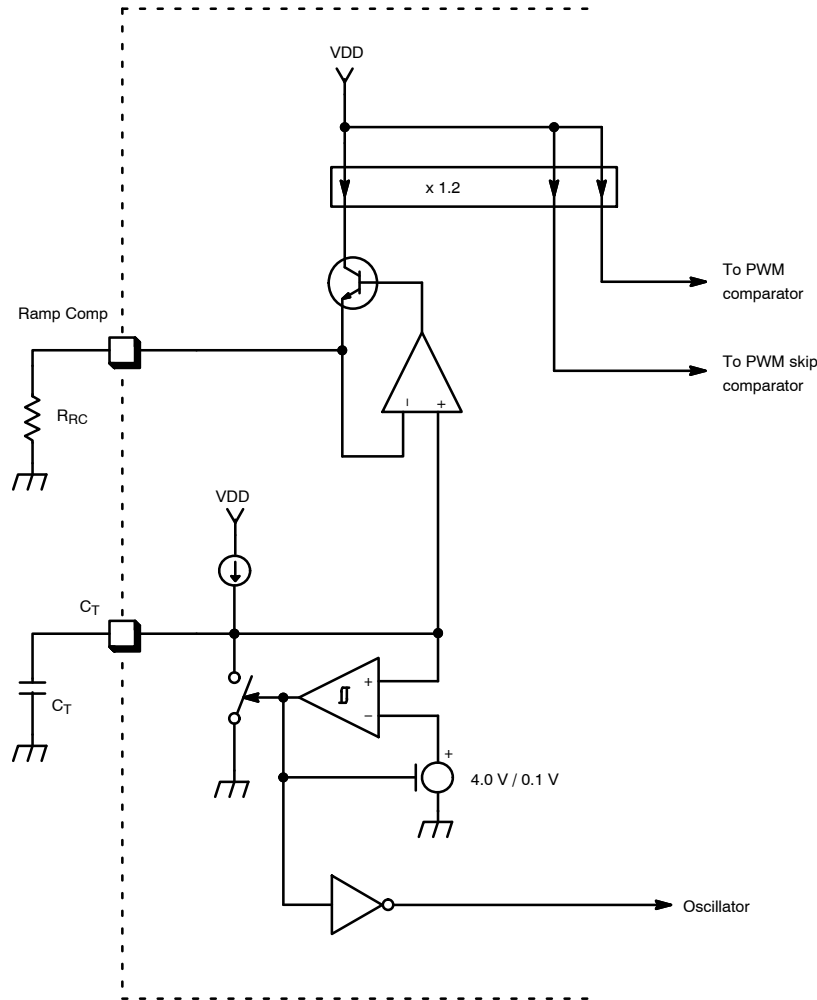 VDD
x 1.2
To PWM
comparator
Ramp Comp
To PWM skip
comparator
RRC
– +
VDD
CT
+
CT
–
+
4.0 V / 0.1 V
Oscillator